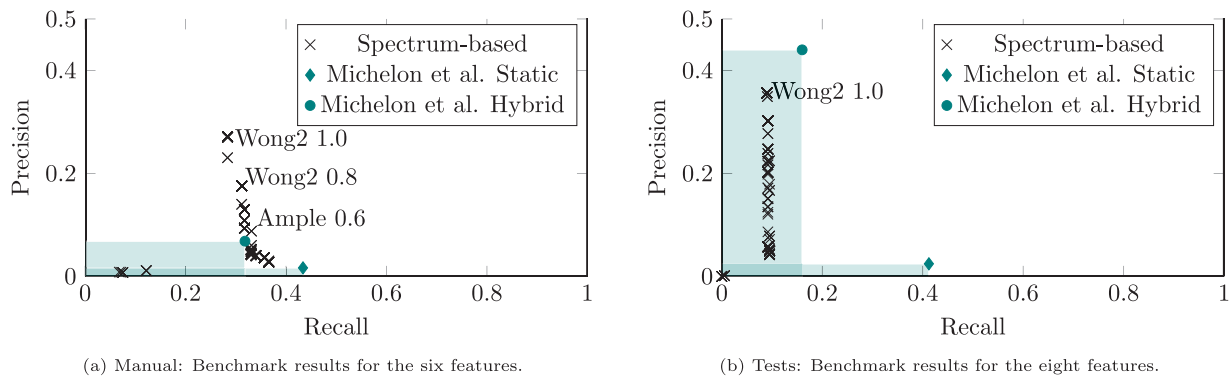 0.5
0.4
0.2
0
Precision
0 0.2 0.4 0.6 0.8 1
Recall
Spectrum-based
Michelon et al. Static
Michelon et al. Hybrid
Wong2 1.0
Wong2 0.8
Ample 0.6
(a) Manual: Benchmark results for the six features.
0.5
0.4
0.2
0
Precision
0 0.2 0.4 0.6 0.8 1
Recall
Spectrum-based
Michelon et al. Static
Michelon et al. Hybrid
Wong2 1.0
(b) Tests: Benchmark results for the eight features.